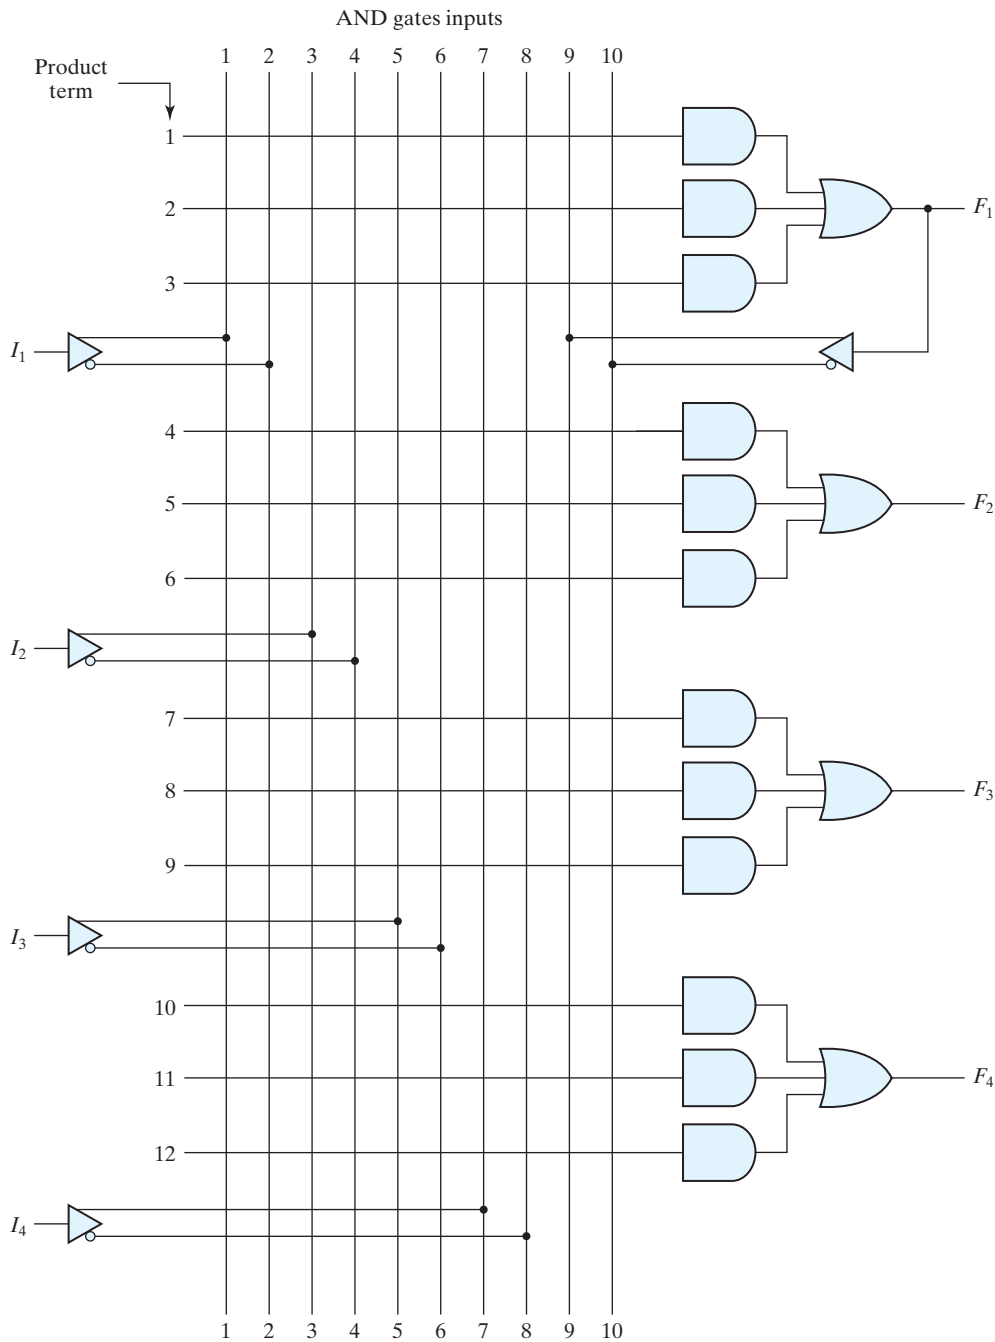 AND gates inputs
1 2 3 4 5 6 7 8 9 10
Product
term
1
2
F₁
3
I₁
4
5
F₂
6
I₂
7
8
F₃
9
I₃
10
11
F₄
12
I₄
1 2 3 4 5 6 7 8 9 10